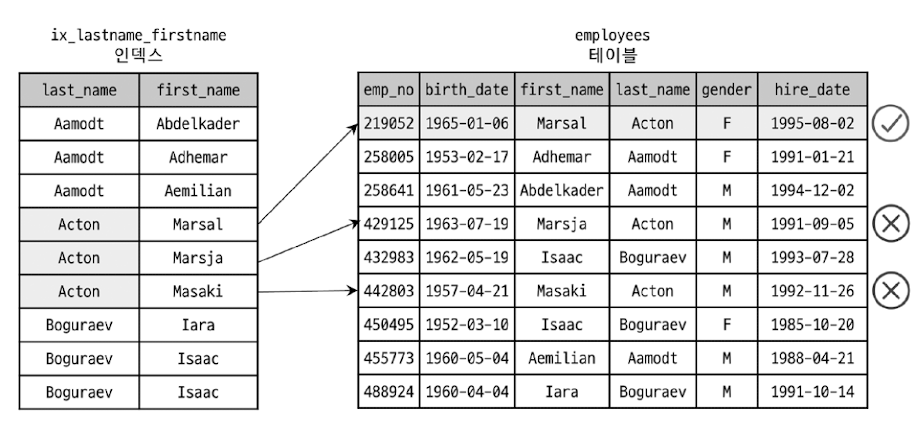 ix_lastname_firstname
인덱스
last_name first_name
Aamodt Abdelkader
Aamodt Adhemar
Aamodt Aemilian
Acton Marsal
Acton Marsja
Acton Masaki
Boguraev Iara
Boguraev Isaac
Boguraev Isaac
employees
테이블
emp_no birth_date first_name last_name gender hire_date
219052 1965-01-06 Marsal Acton F 1995-08-02
258005 1953-02-17 Adhemar Aamodt F 1991-01-21
258641 1961-05-23 Abdelkader Aamodt M 1994-12-02
429125 1963-07-19 Marsja Acton M 1991-09-05
432983 1962-05-19 Isaac Boguraev M 1993-07-28
442803 1957-04-21 Masaki Acton M 1992-11-26
450495 1952-03-10 Isaac Boguraev F 1985-10-20
455773 1960-05-04 Aemilian Aamodt M 1988-04-21
488924 1960-04-04 Iara Boguraev M 1991-10-14